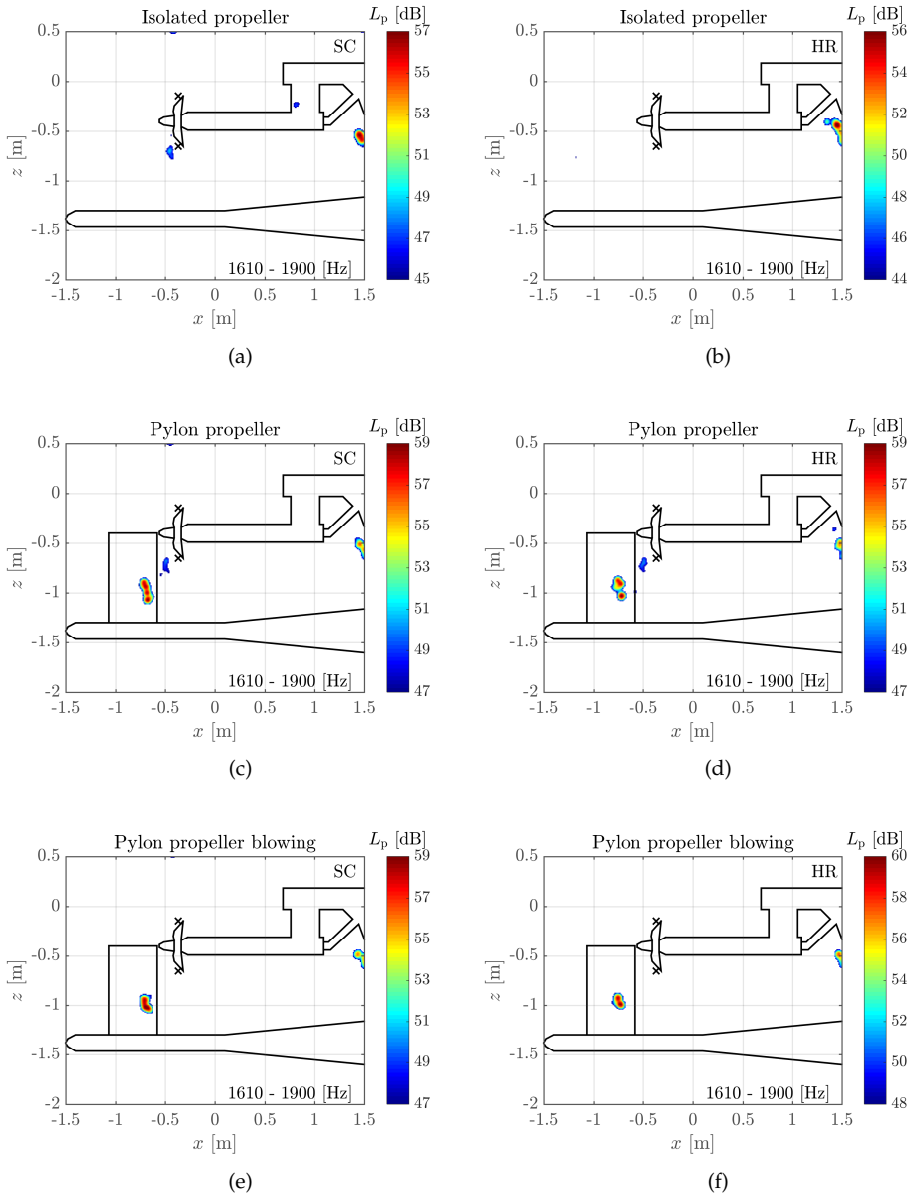 Isolated propeller
L_p [dB]
SC
0.5
0
-0.5
-1
-1.5
-2
z [m]
1610 - 1900 [Hz]
-1.5 -1 -0.5 0 0.5 1 1.5
x [m]
57
55
53
51
49
47
45
(a)
Isolated propeller
L_p [dB]
HR
0.5
0
-0.5
-1
-1.5
-2
z [m]
1610 - 1900 [Hz]
-1.5 -1 -0.5 0 0.5 1 1.5
x [m]
56
54
52
50
48
46
44
(b)
Pylon propeller
L_p [dB]
SC
0.5
0
-0.5
-1
-1.5
-2
z [m]
1610 - 1900 [Hz]
-1.5 -1 -0.5 0 0.5 1 1.5
x [m]
59
57
55
53
51
49
47
(c)
Pylon propeller
L_p [dB]
HR
0.5
0
-0.5
-1
-1.5
-2
z [m]
1610 - 1900 [Hz]
-1.5 -1 -0.5 0 0.5 1 1.5
x [m]
59
57
55
53
51
49
47
(d)
Pylon propeller blowing
L_p [dB]
SC
0.5
0
-0.5
-1
-1.5
-2
z [m]
1610 - 1900 [Hz]
-1.5 -1 -0.5 0 0.5 1 1.5
x [m]
59
57
55
53
51
49
47
(e)
Pylon propeller blowing
L_p [dB]
HR
0.5
0
-0.5
-1
-1.5
-2
z [m]
1610 - 1900 [Hz]
-1.5 -1 -0.5 0 0.5 1 1.5
x [m]
60
58
56
54
52
50
48
(f)